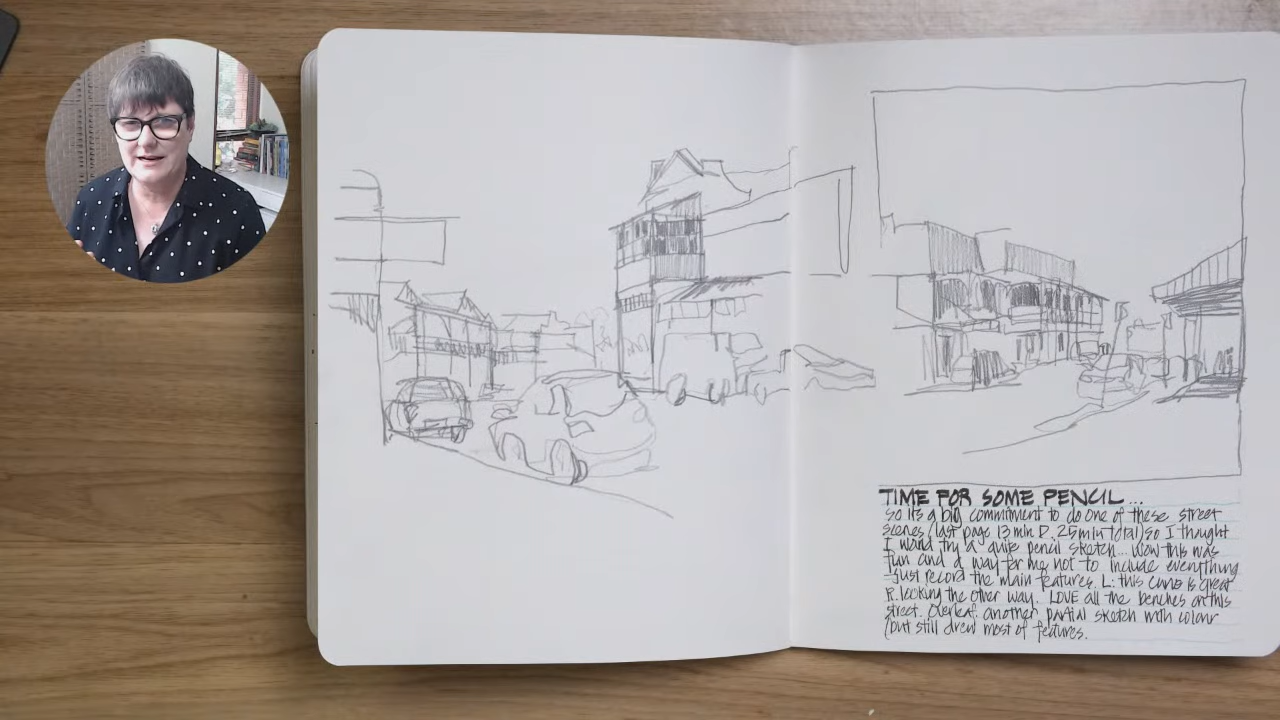 TIME FOR SOME PENCIL...
SO ITS a big commitment to do one of these street
scenes (last page 13 min D. 25 min total) so I thought
I would try a quik pencil sketch... Wow this was
fun and a way for me not to include everything
- Just record the main features. L: this curve is great
R. looking the other way. LOVE all the benches on this
street. Overleaf: another partial sketch with colour
(but still drew most of features.